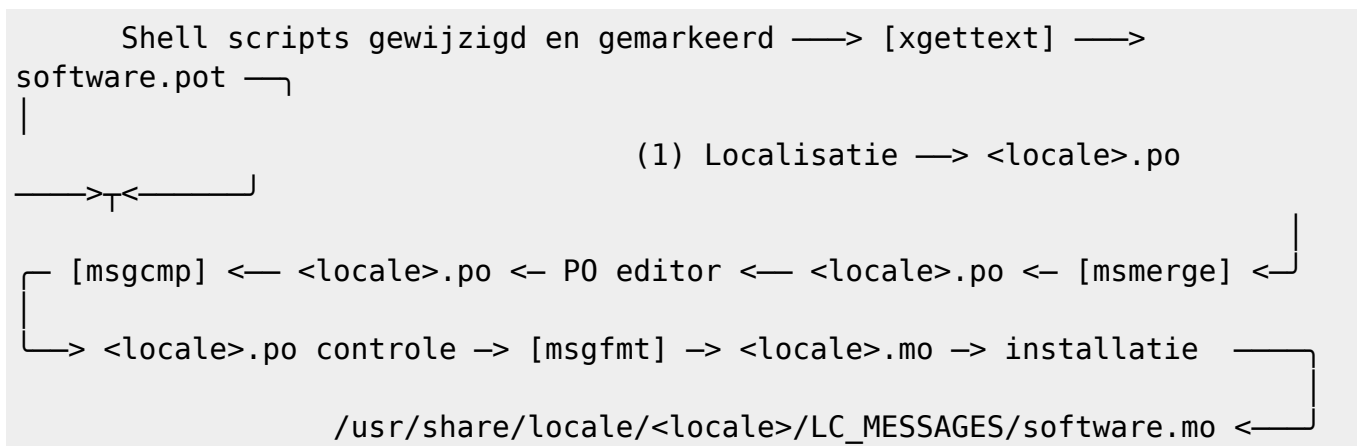 Shell scripts gewijzigd en gemarkeerd ───> [xgettext] ───>
software.pot ──╮
│
(1) Localisatie ──> <locale>.po
────>┬<──────╯
│
╭─ [msgcmp] <── <locale>.po <─ PO editor <── <locale>.po <─ [msmerge] <─╯
│
╰──> <locale>.po controle ─> [msgfmt] ─> <locale>.mo ─> installatie ────╮
│
/usr/share/locale/<locale>/LC_MESSAGES/software.mo <───╯